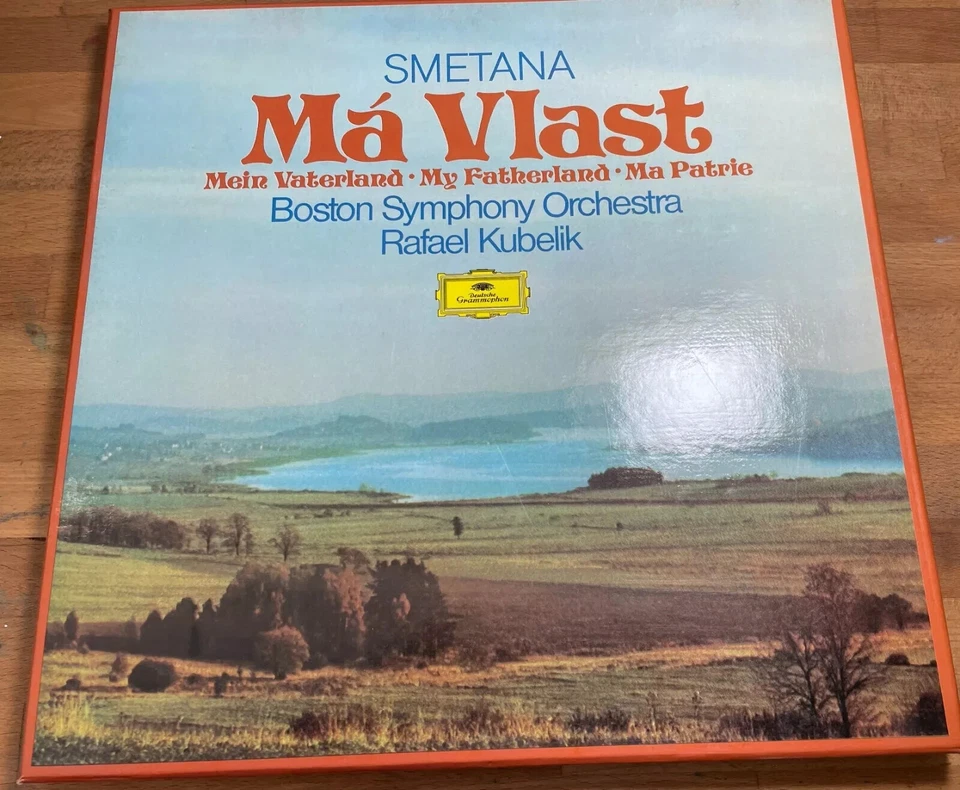 SMETANA
Má Vlast
Mein Vaterland · My Fatherland · Ma Patrie
Boston Symphony Orchestra
Rafael Kubelik
Deutsche
Grammophon